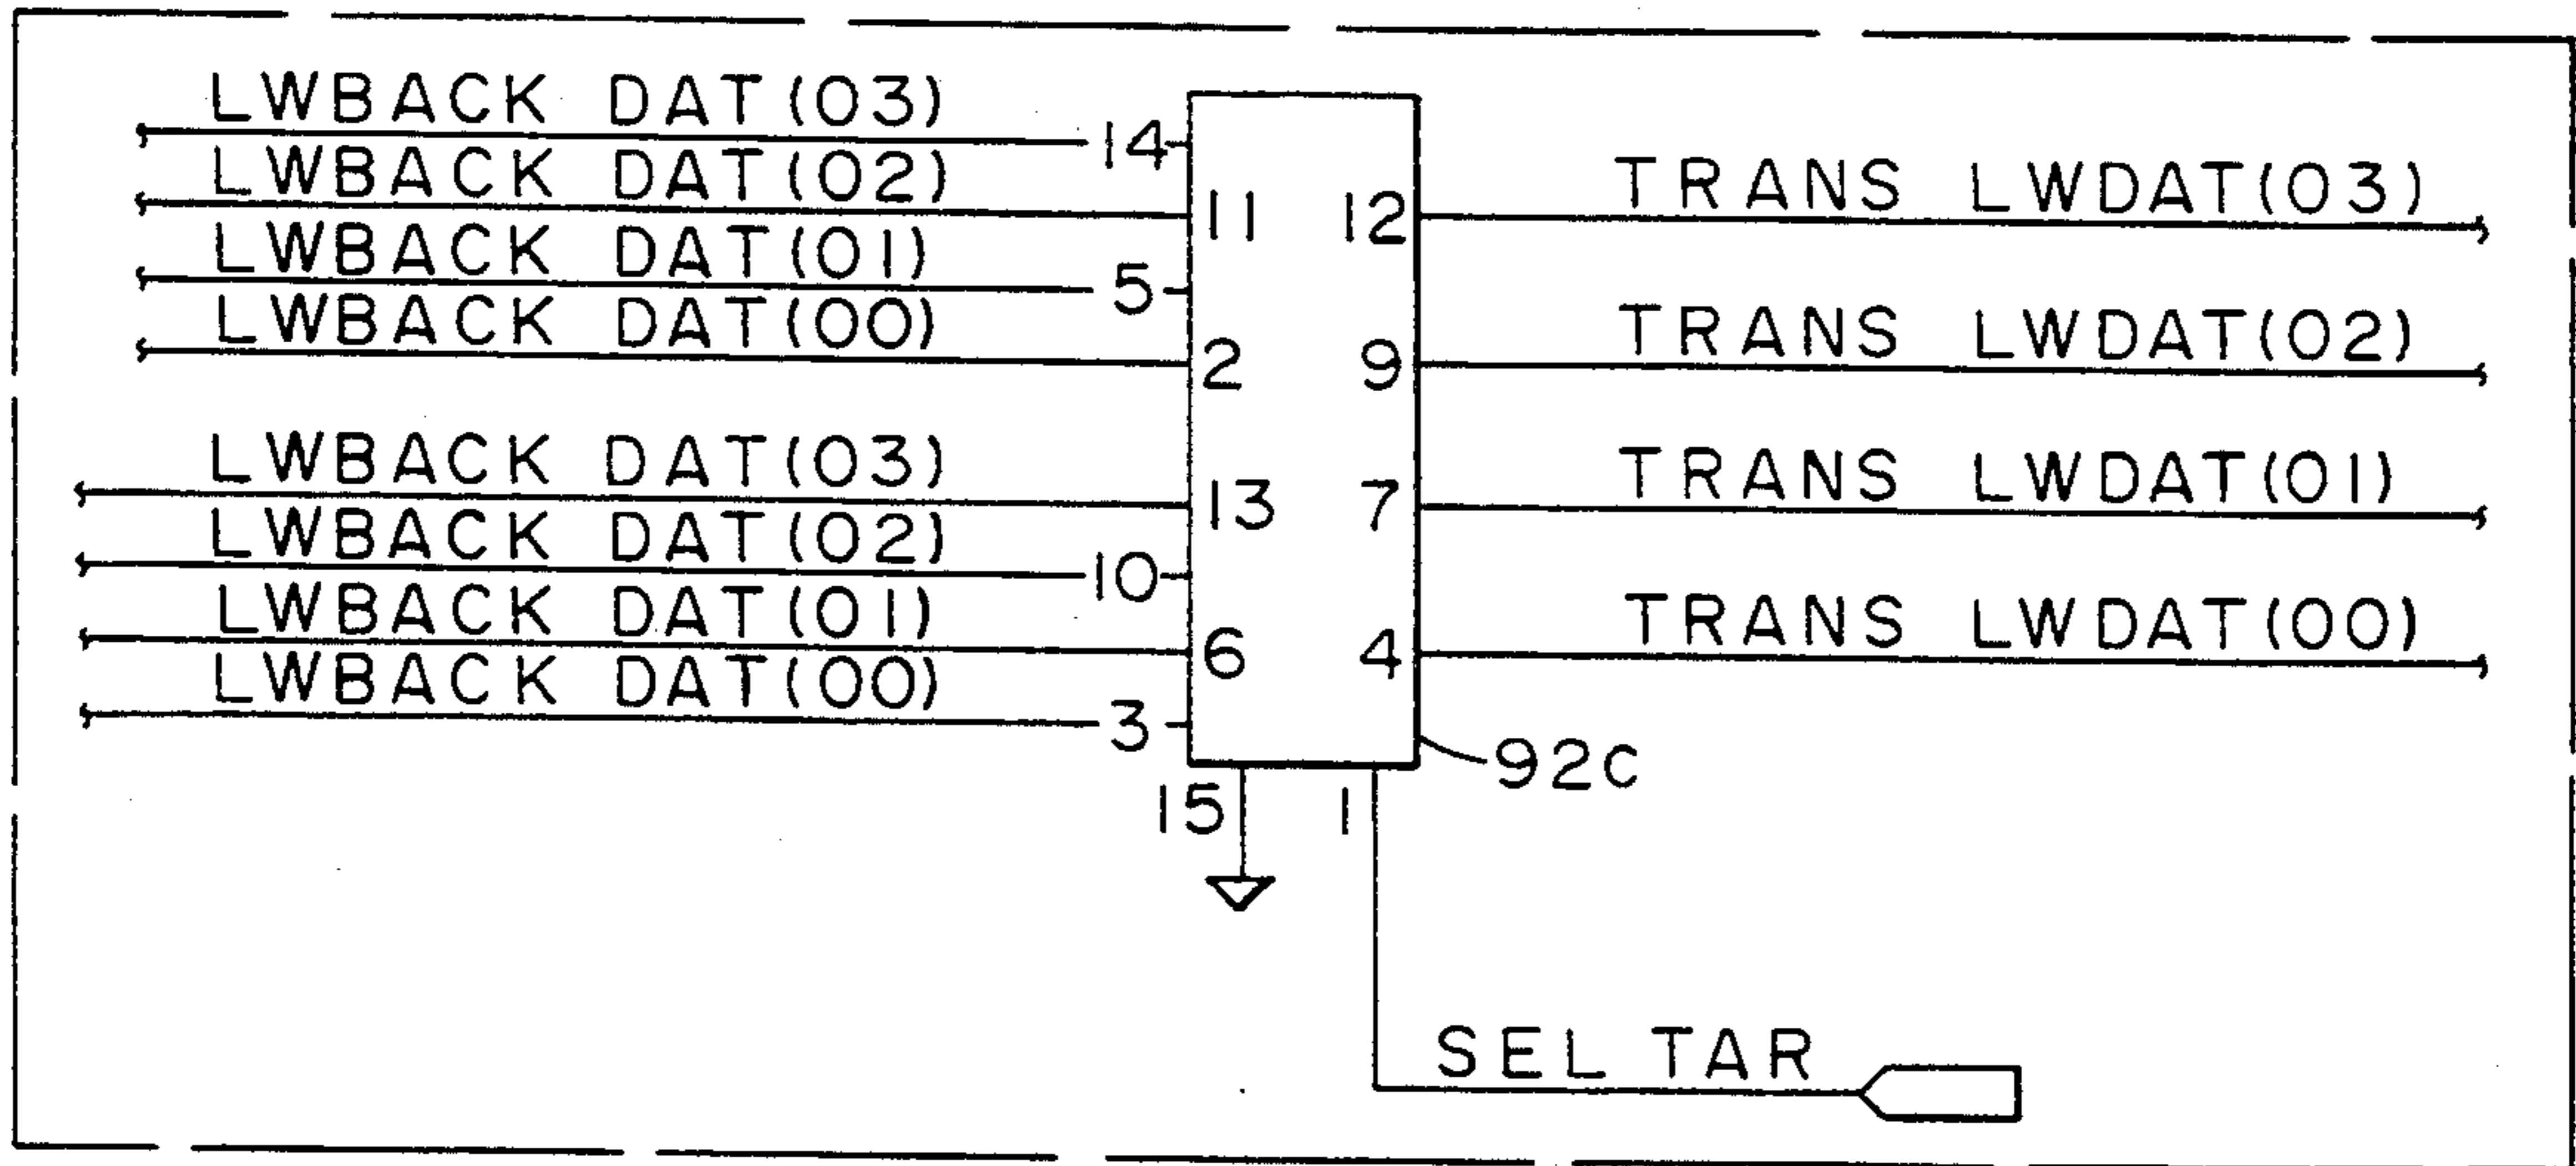 LWBACK DAT(03) 14
LWBACK DAT(02) 11 12 TRANS LWDAT(03)
LWBACK DAT(01) 5
LWBACK DAT(00) 2 9 TRANS LWDAT(02)
LWBACK DAT(03) 13 7 TRANS LWDAT(01)
LWBACK DAT(02) 10
LWBACK DAT(01) 6 4 TRANS LWDAT(00)
LWBACK DAT(00) 3
92C
15 1
SEL TAR